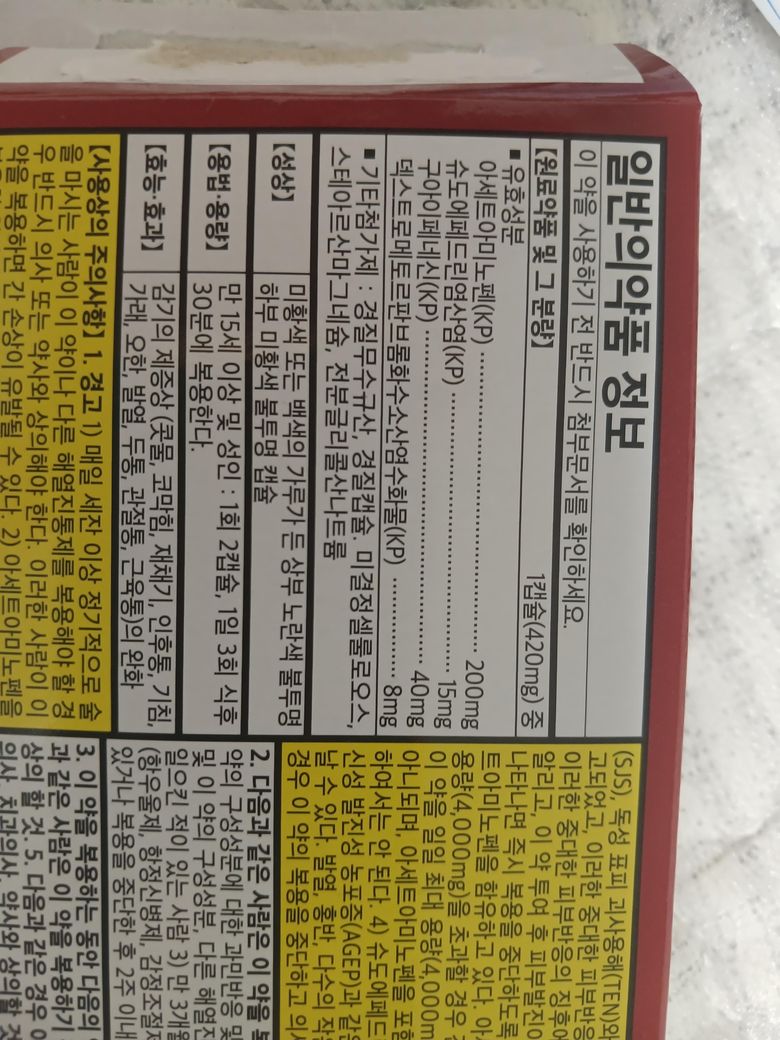 일반의약품 정보
이 약을 사용하기 전 반드시 첨부문서를 확인하세요.
[원료약품 및 그 분량] 1캡슐(420mg) 중
■ 유효성분
아세트아미노펜(KP) 200mg
슈도에페드린염산염(KP) 15mg
구아이페네신(KP) 40mg
덱스트로메토르판브롬화수소산염수화물(KP) 8mg
■ 기타첨가제 : 경질무수규산, 경질캡슐. 미결정셀룰로오스,
스테아르산마그네슘, 전분글리콜산나트륨
[성상] 미황색 또는 백색의 가루가 든 상부 노란색 불투명
하부 미황색 불투명 캡슐
[용법·용량] 만 15세 이상 및 성인 : 1회 2캡슐, 1일 3회 식후
30분에 복용한다.
[효능·효과] 감기의 제증상 (콧물, 코막힘, 재채기, 인후통, 기침,
가래, 오한, 발열, 두통, 관절통, 근육통)의 완화
[사용상의 주의사항] 1. 경고 1) 매일 세잔 이상 정기적으로 술
을 마시는 사람이 이 약이나 다른 해열진통제를 복용해야 할 경
우 반드시 의사 또는 약사와 상의해야 한다. 이러한 사람이 이
약을 복용하면 간 손상이 유발될 수 있다. 2) 아세트아미노펜을
(SJS), 독성 표피 괴사용해(TEN)와
고되었고, 이러한 중대한 피부반응
이러한 중대한 피부반응의 징후에
알리고, 이 약 투여 후 피부발진이
나타나면 즉시 복용을 중단하도록
트아미노펜을 함유하고 있다. 아
용량(4,000mg)을 초과할 경우
이 약을 일일 최대 용량(4,000m
아니되며, 아세트아미노펜을 포함
하여서는 안 된다. 4) 슈도에페드
신성 발진성 농포증(AGEP)과 같은
날 수 있다. 발열, 홍반, 다수의 작은
경우 이 약의 복용을 중단하고 의사
2. 다음과 같은 사람은 이 약을 복
약의 구성성분에 대한 과민반응 및
및 이 약의 구성성분, 다른 해열진
일으킨 적이 있는 사람 3) 만 3개월
(항우울제, 항정신병제, 감정조절제
있거나 복용을 중단한 후 2주 이내
3. 이 약을 복용하는 동안 다음의
과 같은 사람은 이 약을 복용하기
상의할 것 5. 다음과 같은 경우 이
의사, 치과의사, 약사와 상의할 것